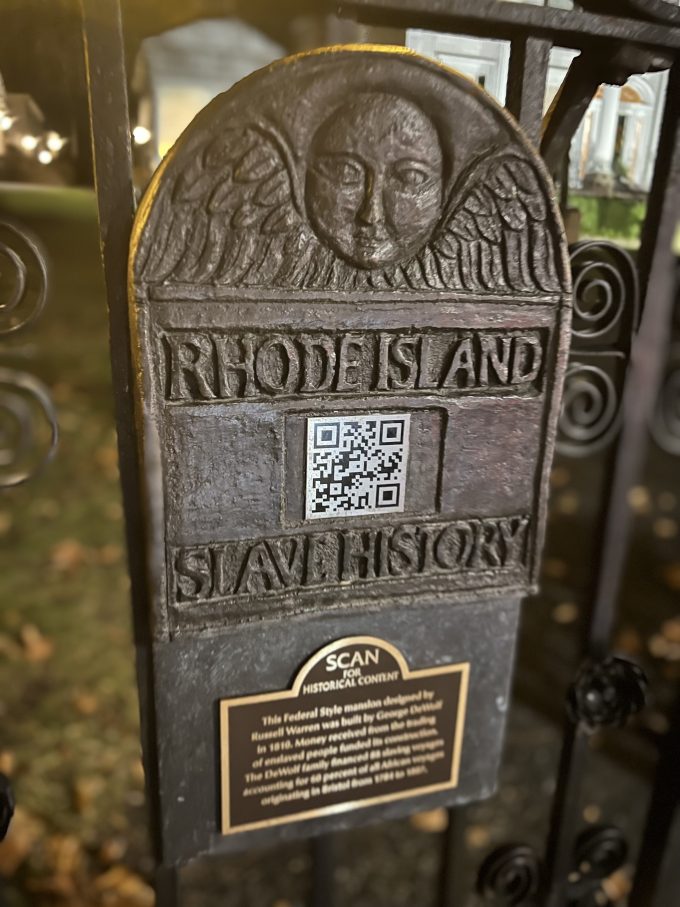 RHODE ISLAND
SLAVE HISTORY
SCAN
FOR
HISTORICAL CONTENT
This Federal Style mansion designed by
Russell Warren was built by George DeWolf
in 1810. Money received from the trading
of enslaved people funded its construction.
The DeWolf family financed 88 slaving voyages
accounting for 60 percent of all African voyages
originating in Bristol from 1784 to 1807.